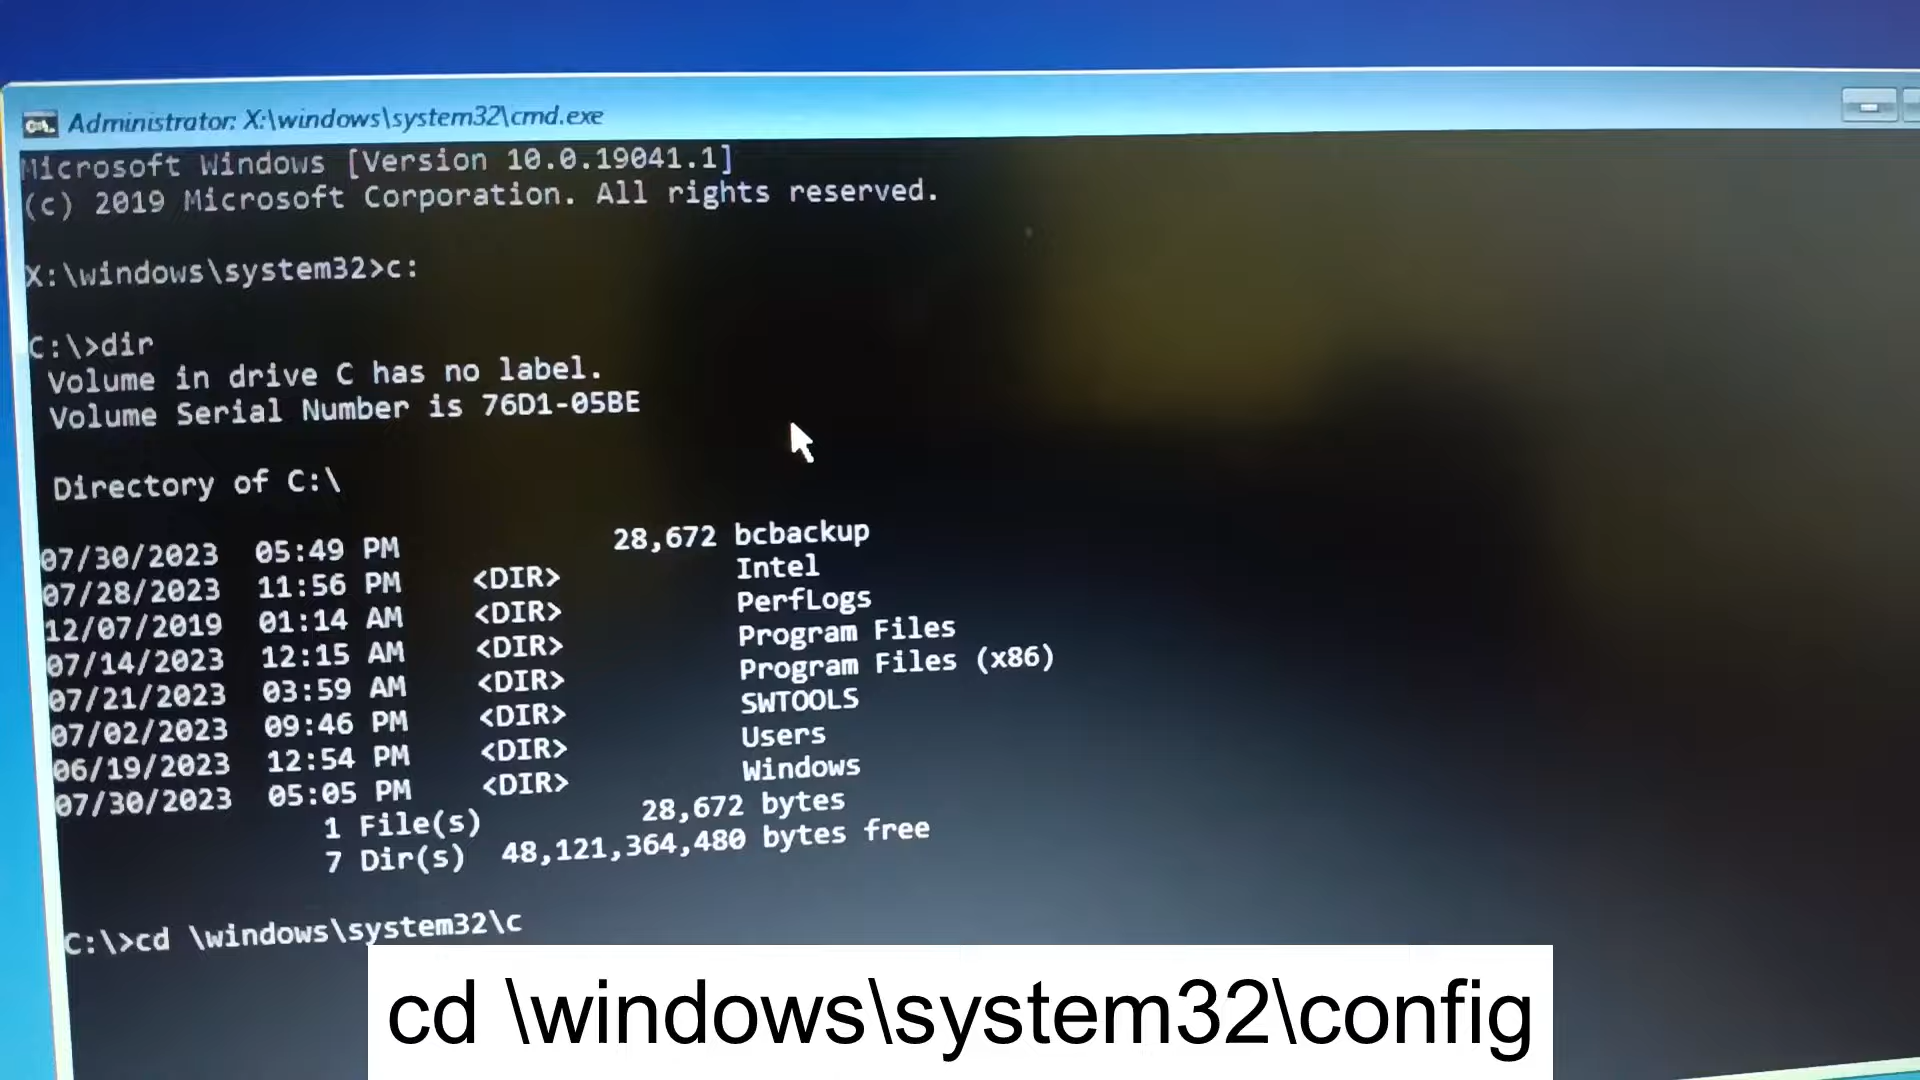 Administrator: X:\windows\system32\cmd.exe
Microsoft Windows [Version 10.0.19041.1]
(c) 2019 Microsoft Corporation. All rights reserved.
X:\windows\system32>c:
C:\>dir
Volume in drive C has no label.
Volume Serial Number is 76D1-05BE
Directory of C:\
07/30/2023 05:49 PM 28,672 bcbackup
07/28/2023 11:56 PM <DIR> Intel
12/07/2019 01:14 AM <DIR> PerfLogs
07/14/2023 12:15 AM <DIR> Program Files
07/21/2023 03:59 AM <DIR> Program Files (x86)
07/02/2023 09:46 PM <DIR> SWTOOLS
06/19/2023 12:54 PM <DIR> Users
07/30/2023 05:05 PM <DIR> Windows
1 File(s) 28,672 bytes
7 Dir(s) 48,121,364,480 bytes free
C:\>cd \windows\system32\c
cd \windows\system32\config